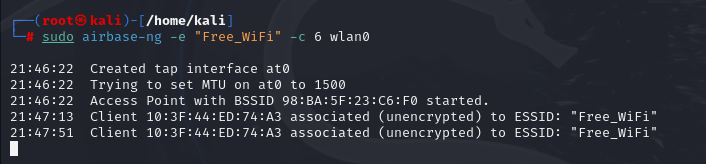 ┌──(root㉿kali)-[/home/kali]
└─# sudo airbase-ng -e "Free_WiFi" -c 6 wlan0
21:46:22  Created tap interface at0
21:46:22  Trying to set MTU on at0 to 1500
21:46:22  Access Point with BSSID 98:BA:5F:23:C6:F0 started.
21:47:13  Client 10:3F:44:ED:74:A3 associated (unencrypted) to ESSID: "Free_WiFi"
21:47:51  Client 10:3F:44:ED:74:A3 associated (unencrypted) to ESSID: "Free_WiFi"